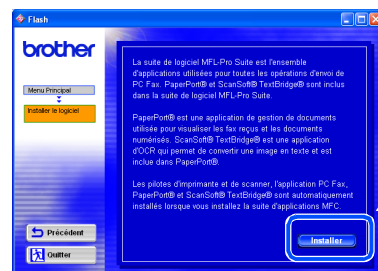 Flash
brother
Menu Principal
Installer le logiciel
La suite de logiciel MFL-Pro Suite est l'ensemble
d'applications utilisées pour toutes les opérations d'envoi de
PC Fax. PaperPort® et ScanSoft® TextBridge® sont inclus
dans la suite de logiciel MFL-Pro Suite.
PaperPort® est une application de gestion de documents
utilisée pour visualiser les fax reçus et les documents
numérisés. ScanSoft® TextBridge® est une application
d'OCR qui permet de convertir une image en texte et est
incluse dans PaperPort®.
Les pilotes d'imprimante et de scanner, l'application PC Fax,
PaperPort® et ScanSoft® TextBridge® sont automatiquement
installés lorsque vous installez la suite d'applications MFC.
Précédent
Quitter
Installer